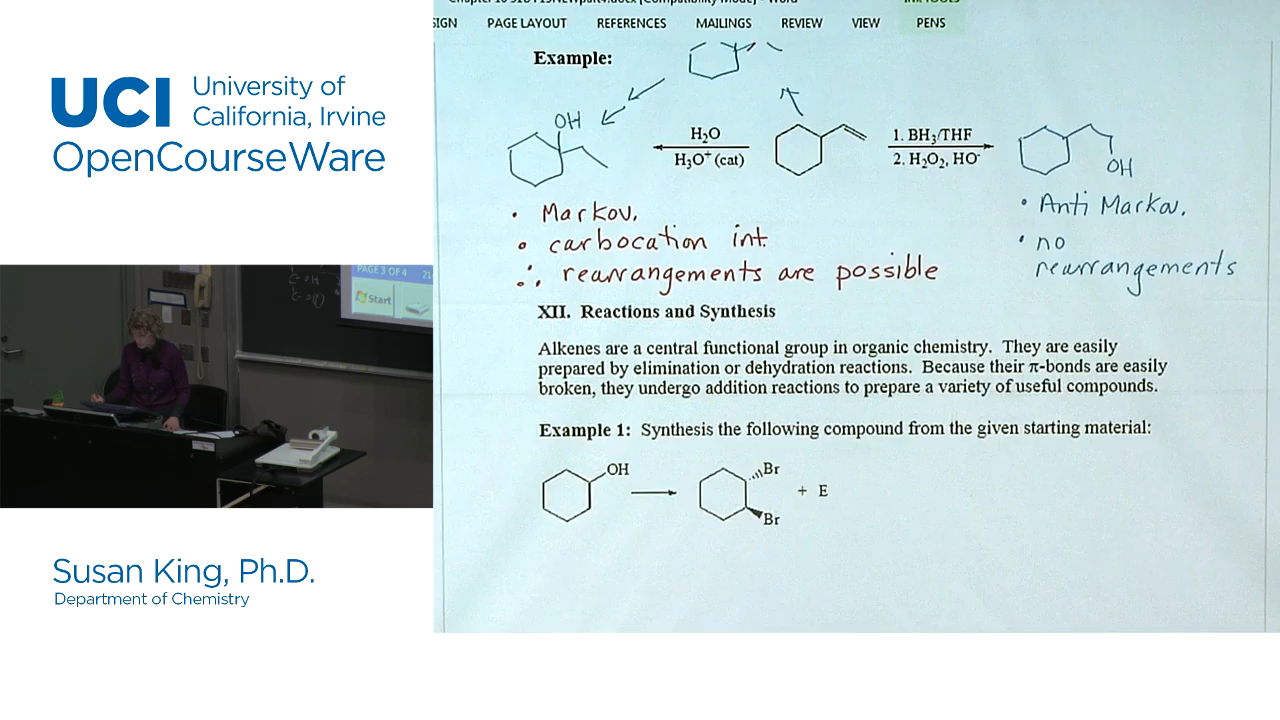 UCI University of
California, Irvine
OpenCourseWare
PAGE LAYOUT REFERENCES MAILINGS REVIEW VIEW PENS
Example:
OH
H₂O
H₃O⁺ (cat)
1. BH₃/THF
2. H₂O₂, HO⁻
OH
• Markov.
• carbocation int.
∴ rearrangements are possible
• Anti Markov.
• no
rearrangements
XII. Reactions and Synthesis
Alkenes are a central functional group in organic chemistry. They are easily
prepared by elimination or dehydration reactions. Because their π-bonds are easily
broken, they undergo addition reactions to prepare a variety of useful compounds.
Example 1: Synthesis the following compound from the given starting material:
OH
Br
+ E
Br
PAGE 3 OF 4
Start
Susan King, Ph.D.
Department of Chemistry